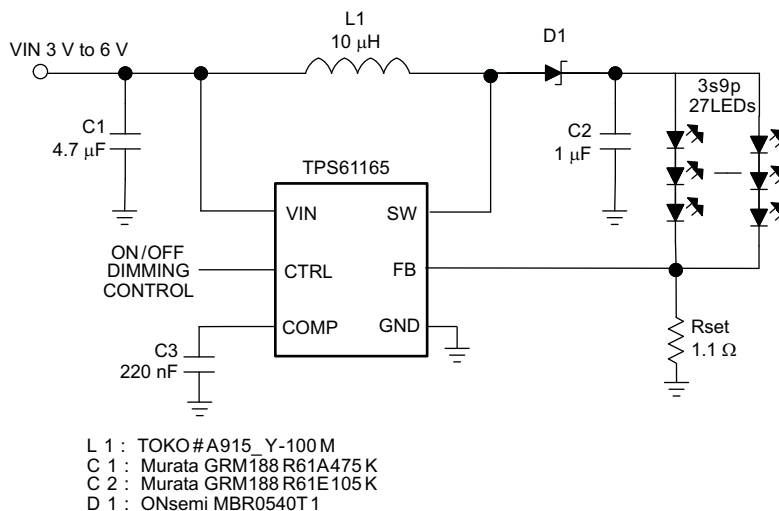 L1
10 μH
D1
VIN 3 V to 6 V
3s9p
27LEDs
C1
4.7 μF
C2
1 μF
TPS61165
VIN
SW
ON/OFF
DIMMING
CONTROL
CTRL
FB
COMP
GND
C3
220 nF
Rset
1.1 Ω
L 1 : TOKO # A915_Y-100 M
C 1 : Murata GRM188 R61A475 K
C 2 : Murata GRM188 R61E105 K
D 1 : ONsemi MBR0540T 1